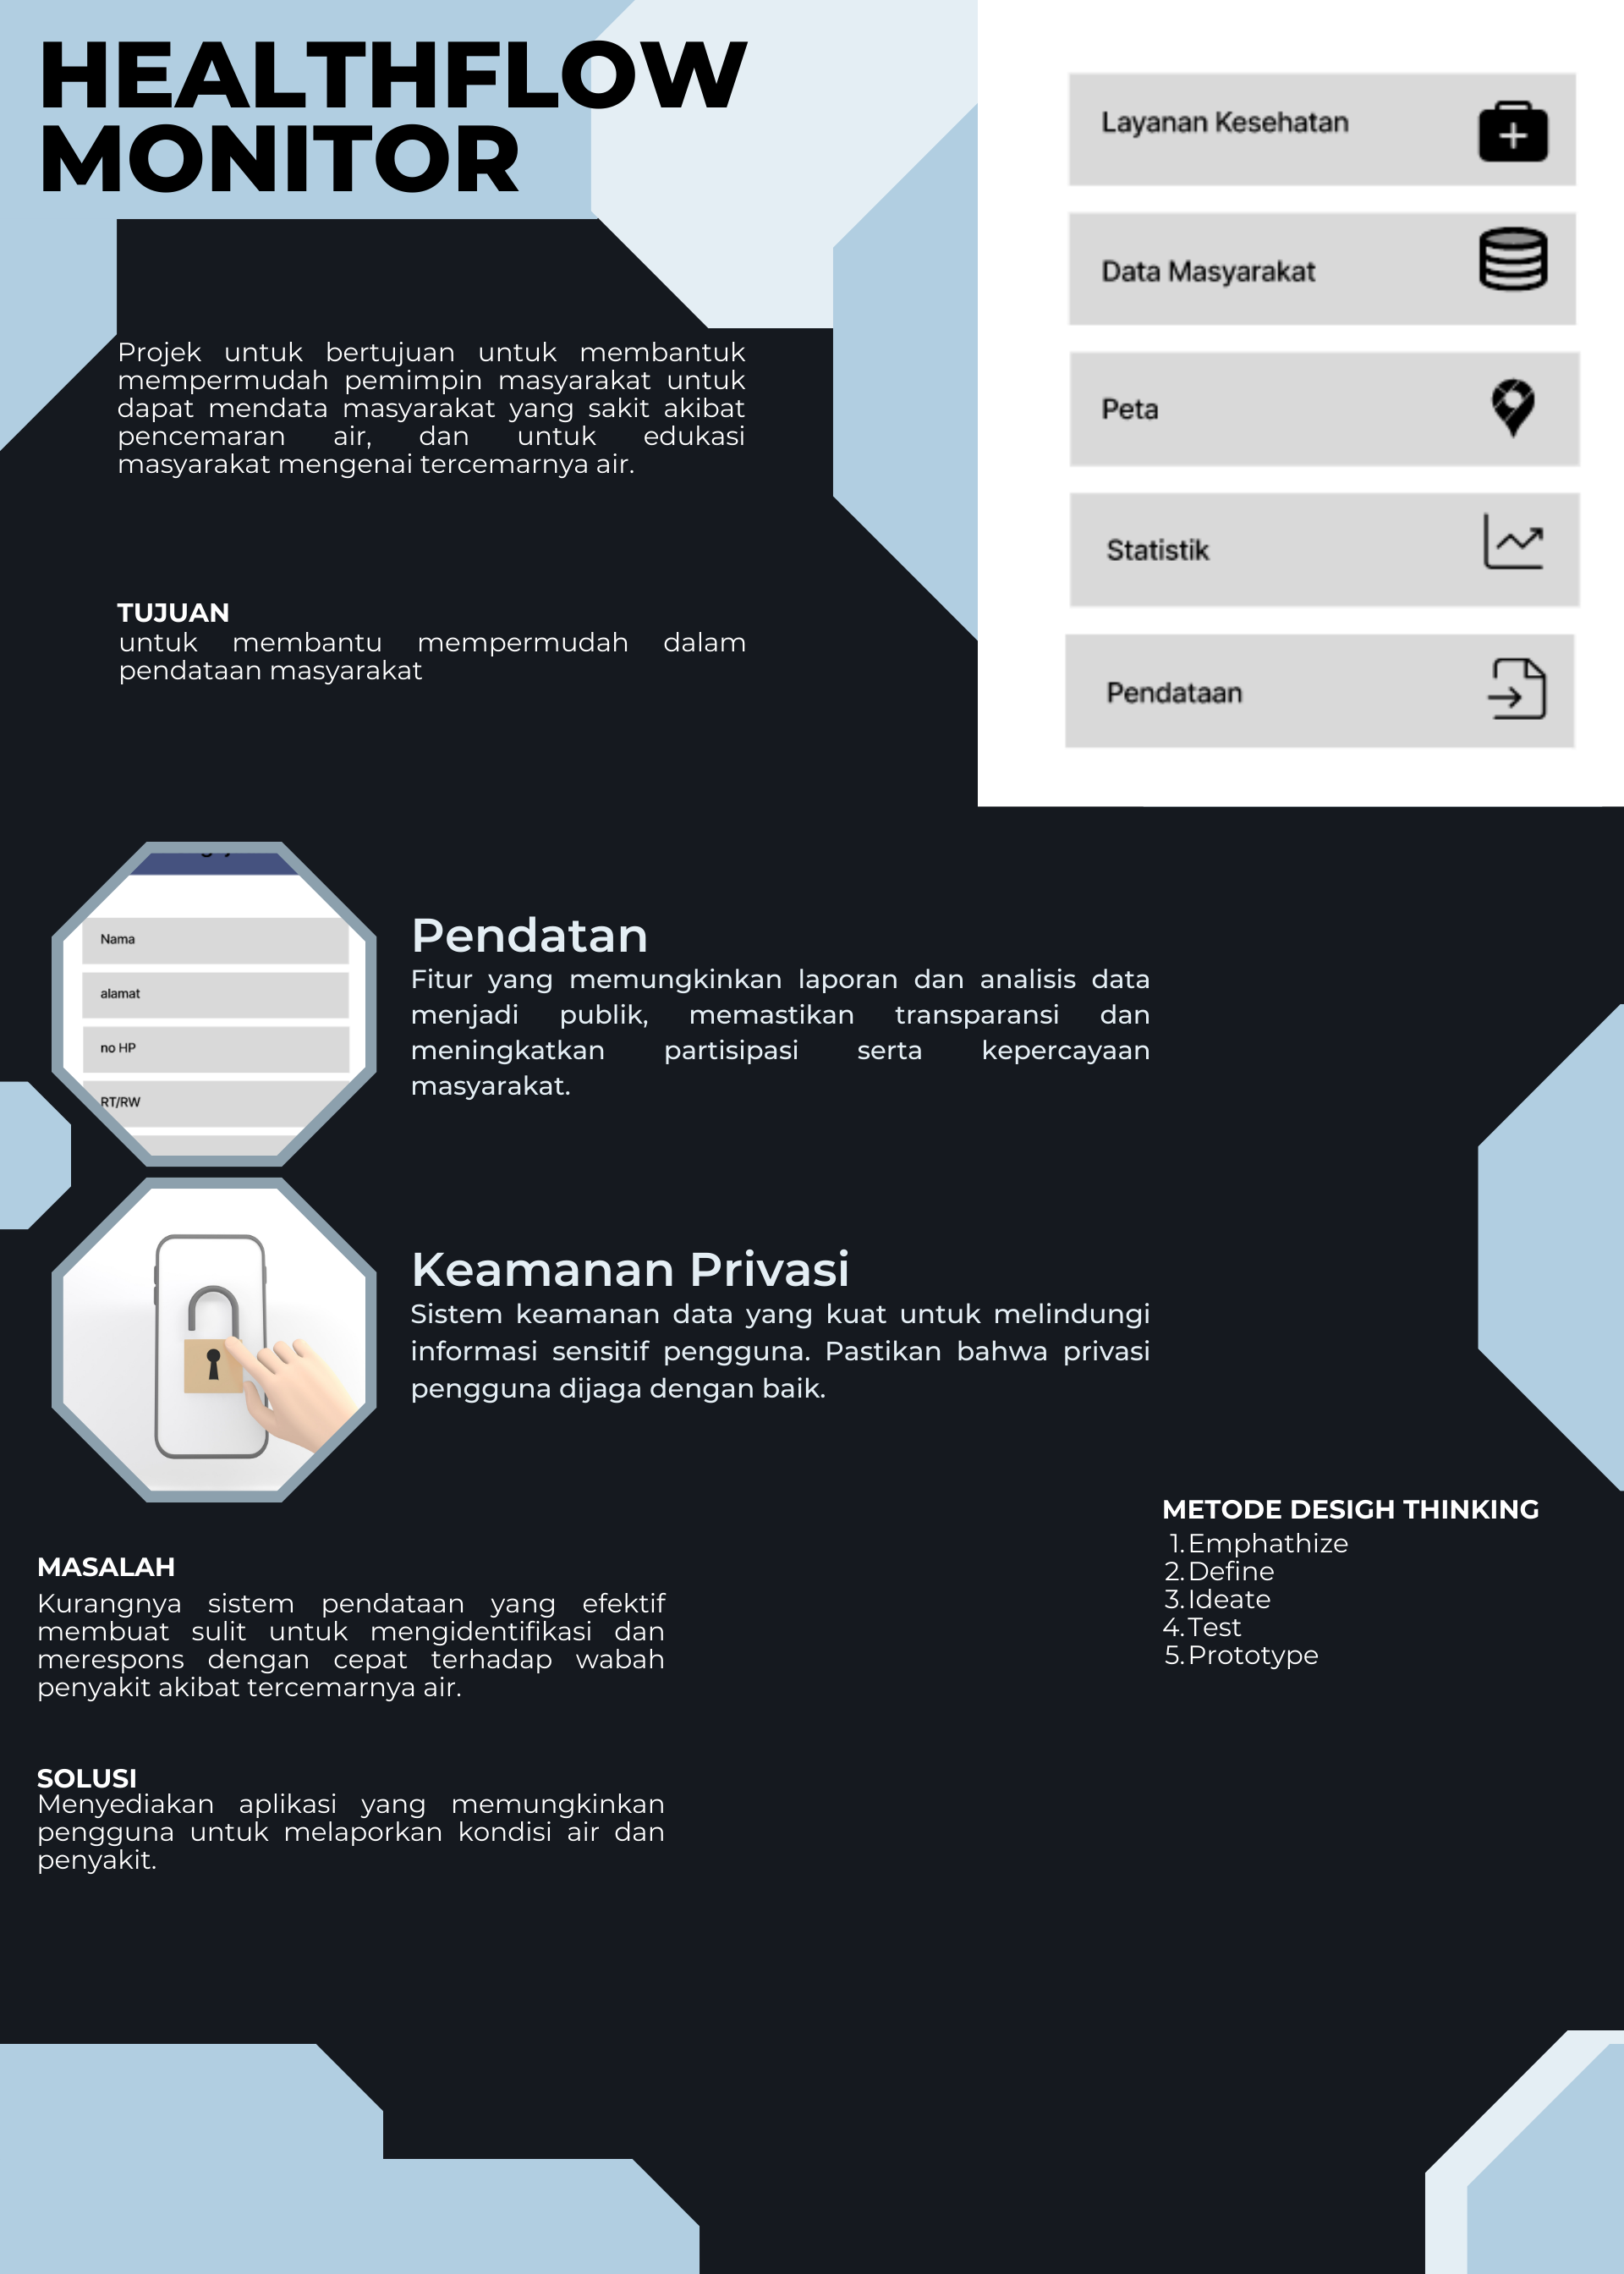 HEALTHFLOW
MONITOR
Projek untuk bertujuan untuk membantuk
mempermudah pemimpin masyarakat untuk
dapat mendata masyarakat yang sakit akibat
pencemaran air, dan untuk edukasi
masyarakat mengenai tercemarnya air.
TUJUAN
untuk membantu mempermudah dalam
pendataan masyarakat
Layanan Kesehatan
Data Masyarakat
Peta
Statistik
Pendataan
Nama
alamat
no HP
RT/RW
Pendatan
Fitur yang memungkinkan laporan dan analisis data
menjadi publik, memastikan transparansi dan
meningkatkan partisipasi serta kepercayaan
masyarakat.
Keamanan Privasi
Sistem keamanan data yang kuat untuk melindungi
informasi sensitif pengguna. Pastikan bahwa privasi
pengguna dijaga dengan baik.
MASALAH
Kurangnya sistem pendataan yang efektif
membuat sulit untuk mengidentifikasi dan
merespons dengan cepat terhadap wabah
penyakit akibat tercemarnya air.
SOLUSI
Menyediakan aplikasi yang memungkinkan
pengguna untuk melaporkan kondisi air dan
penyakit.
METODE DESIGH THINKING
1. Emphathize
2. Define
3. Ideate
4. Test
5. Prototype